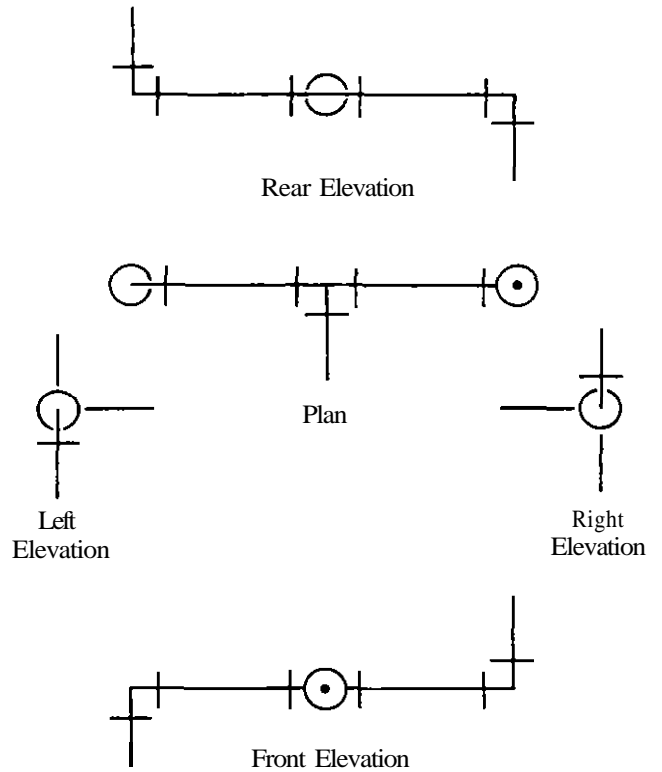 Rear Elevation
Plan
Left
Elevation
Right
Elevation
Front Elevation